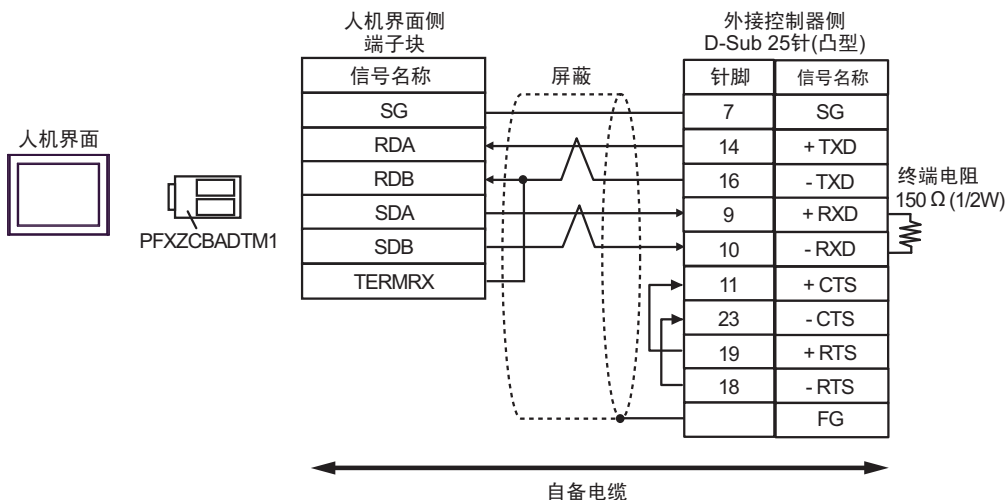 人机界面侧
端子块
外接控制器侧
D-Sub 25针(凸型)
信号名称
屏蔽
针脚
信号名称
SG
7
SG
人机界面
RDA
14
+ TXD
RDB
16
- TXD
终端电阻
150 Ω (1/2W)
SDA
9
+ RXD
PFXZCBADTM1
SDB
10
- RXD
TERMRX
11
+ CTS
23
- CTS
19
+ RTS
18
- RTS
FG
自备电缆